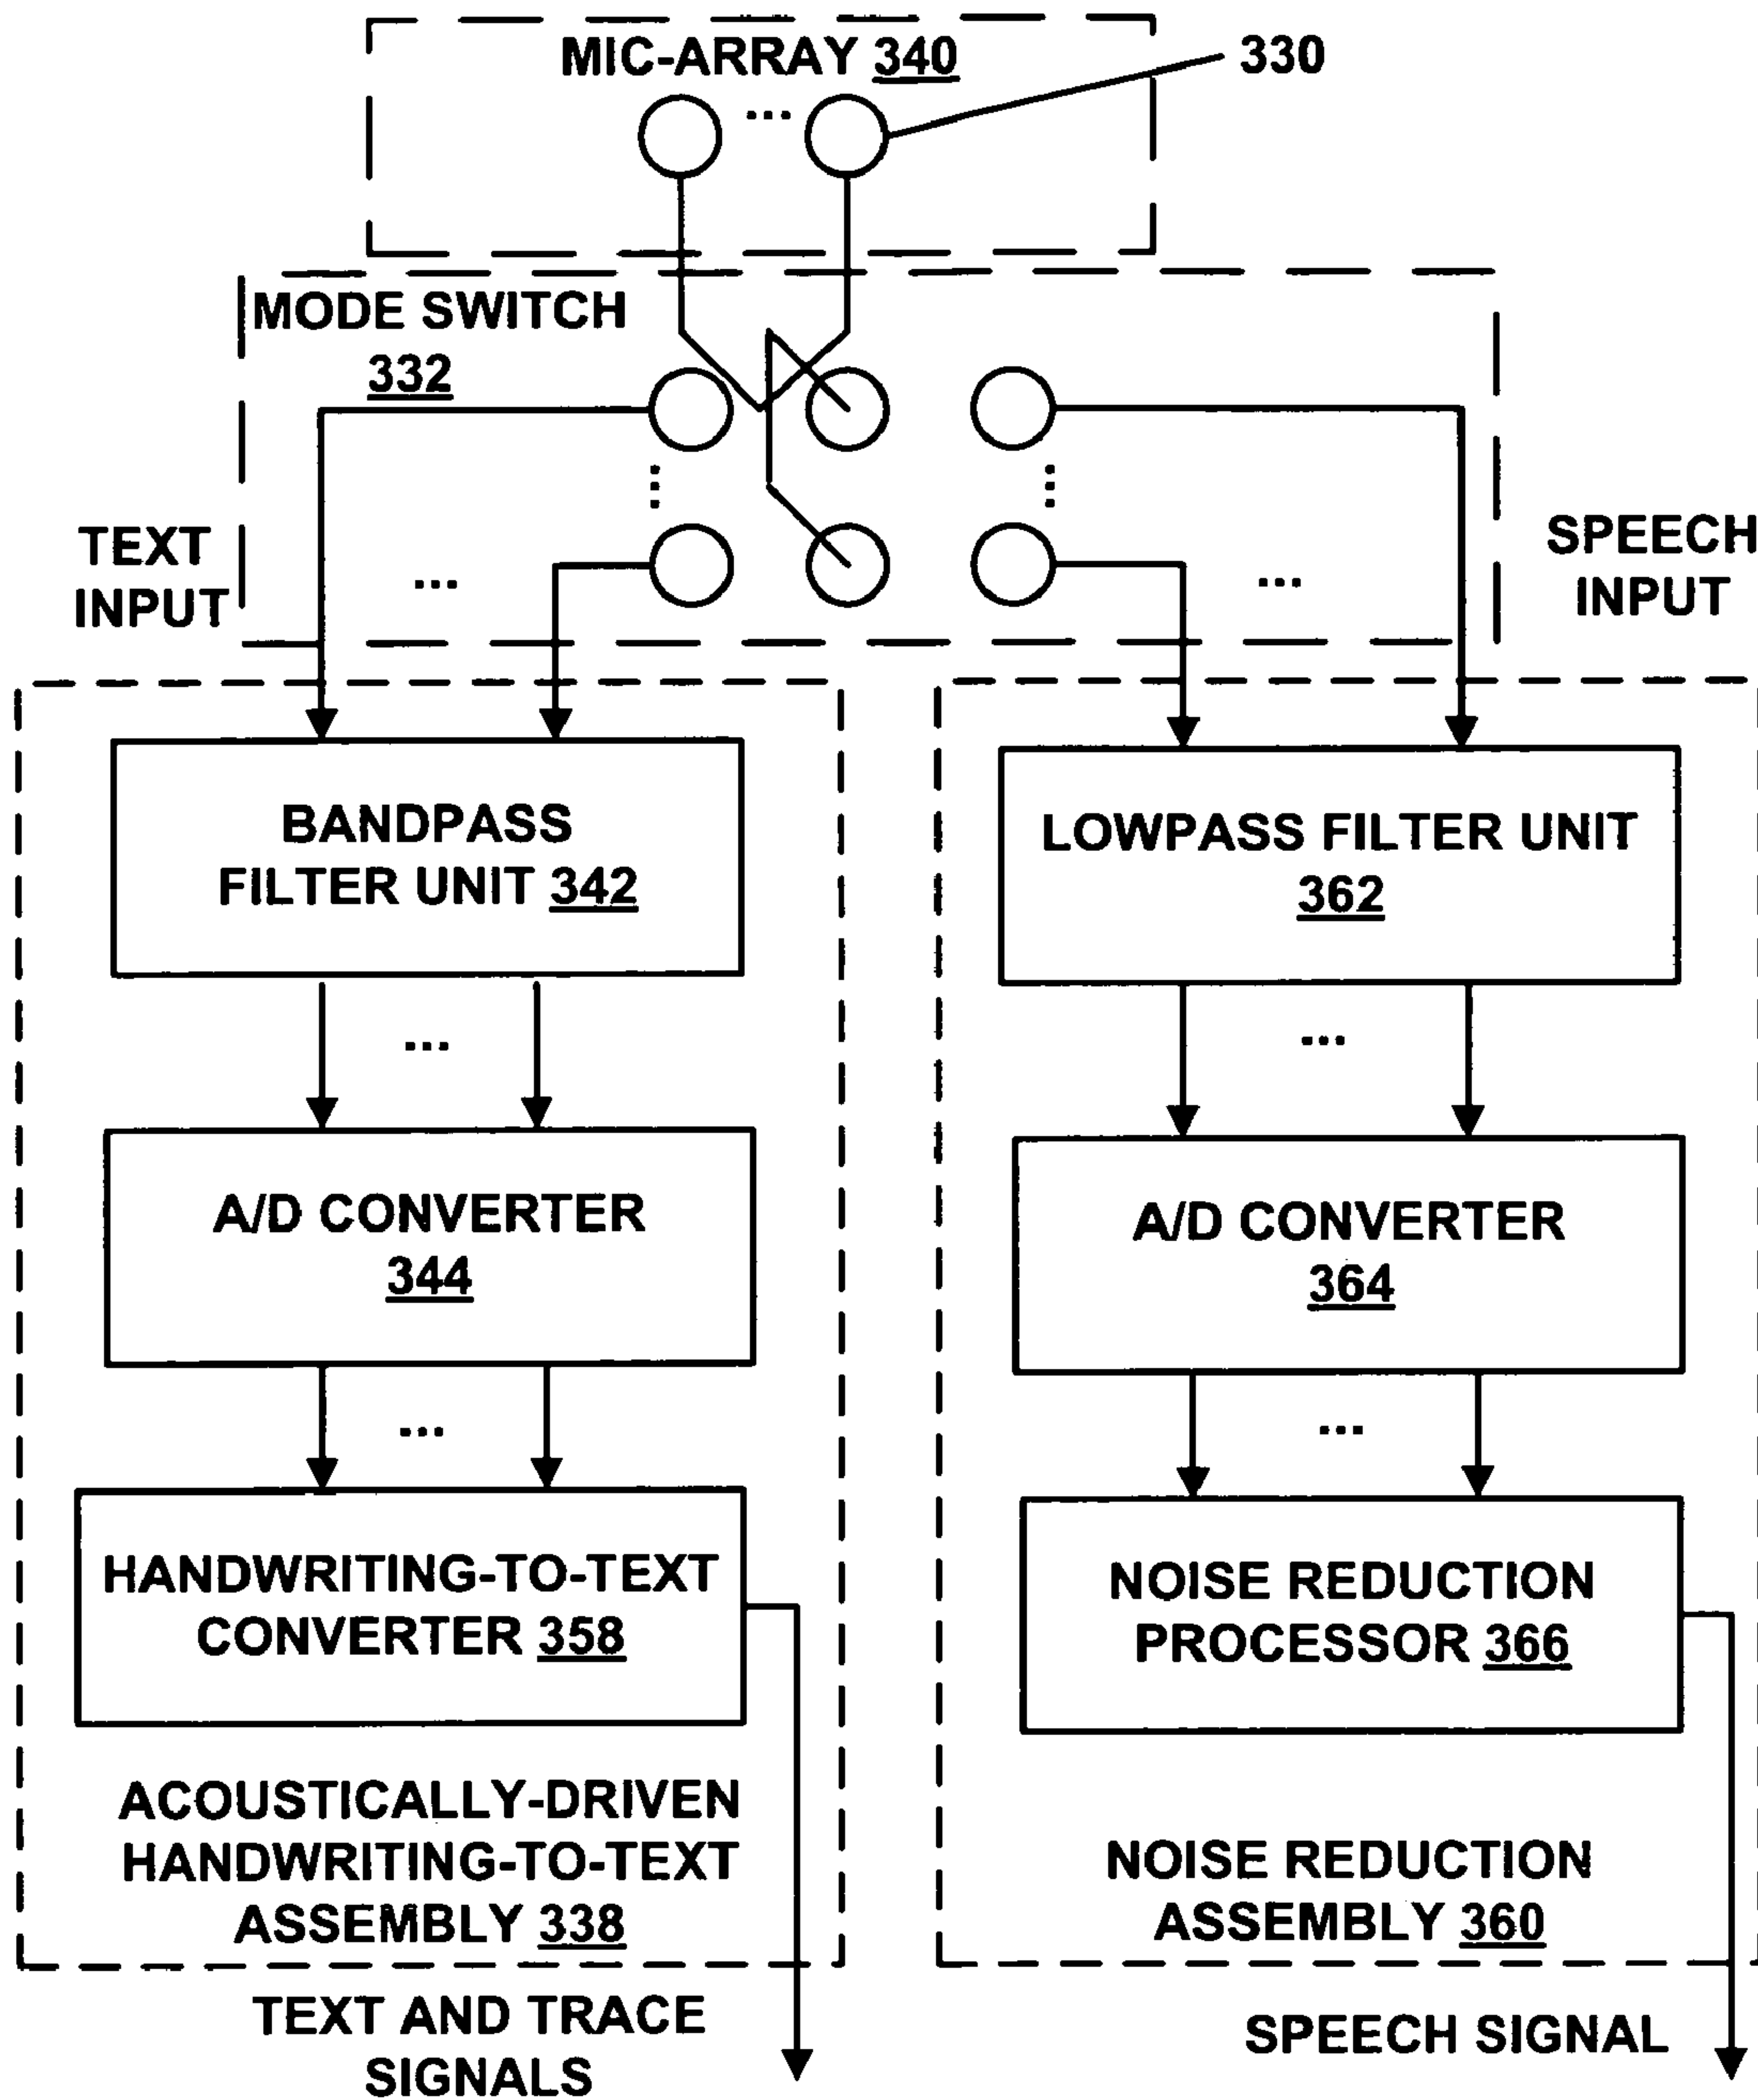 MIC-ARRAY 340
330
...
MODE SWITCH
332
...
...
TEXT
INPUT
...
...
SPEECH
INPUT
BANDPASS
FILTER UNIT 342
LOWPASS FILTER UNIT
362
...
...
A/D CONVERTER
344
A/D CONVERTER
364
...
...
HANDWRITING-TO-TEXT
CONVERTER 358
NOISE REDUCTION
PROCESSOR 366
ACOUSTICALLY-DRIVEN
HANDWRITING-TO-TEXT
ASSEMBLY 338
NOISE REDUCTION
ASSEMBLY 360
TEXT AND TRACE
SIGNALS
SPEECH SIGNAL